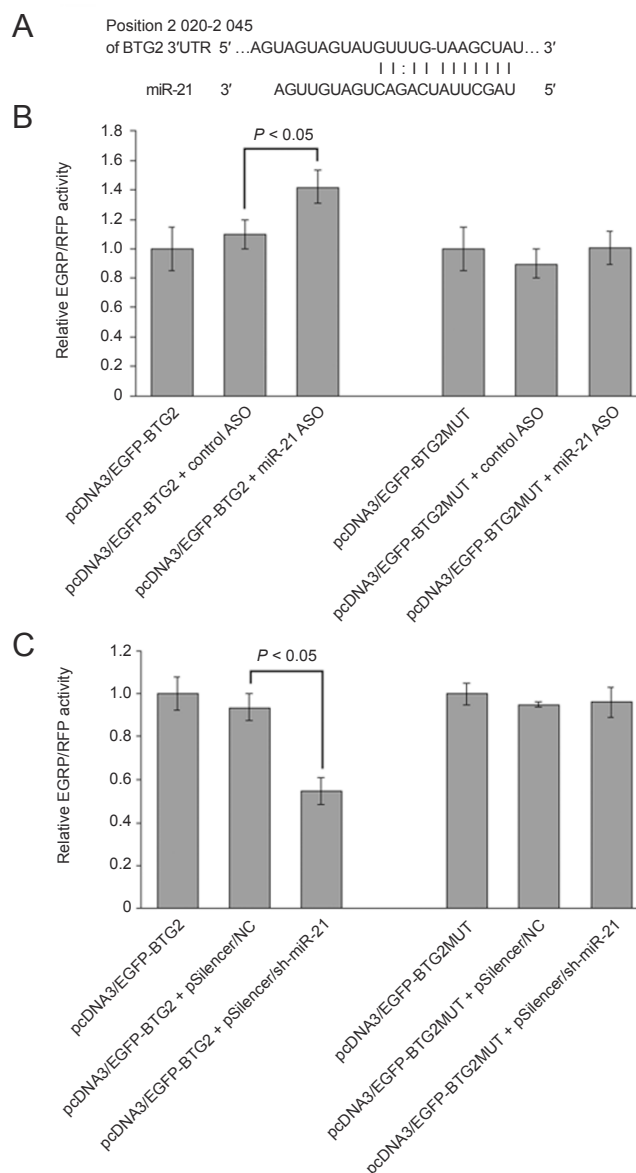 A
Position 2 020-2 045
of BTG2 3′UTR 5′ …AGUAGUAGUAUGUUUG-UAAGCUAU… 3′
| | : | | | | | | | | |
miR-21 3′ AGUUGUAGUCAGACUAUUCGAU 5′
B
P < 0.05
Relative EGRP/RFP activity
1.8
1.6
1.4
1.2
1.0
0.8
0.6
0.4
0.2
0
pcDNA3/EGFP-BTG2
pcDNA3/EGFP-BTG2 + control ASO
pcDNA3/EGFP-BTG2 + miR-21 ASO
pcDNA3/EGFP-BTG2MUT
pcDNA3/EGFP-BTG2MUT + control ASO
pcDNA3/EGFP-BTG2MUT + miR-21 ASO
C
P < 0.05
Relative EGRP/RFP activity
1.2
1.0
0.8
0.6
0.4
0.2
0
pcDNA3/EGFP-BTG2
pcDNA3/EGFP-BTG2 + pSilencer/NC
pcDNA3/EGFP-BTG2 + pSilencer/sh-miR-21
pcDNA3/EGFP-BTG2MUT
pcDNA3/EGFP-BTG2MUT + pSilencer/NC
pcDNA3/EGFP-BTG2MUT + pSilencer/sh-miR-21